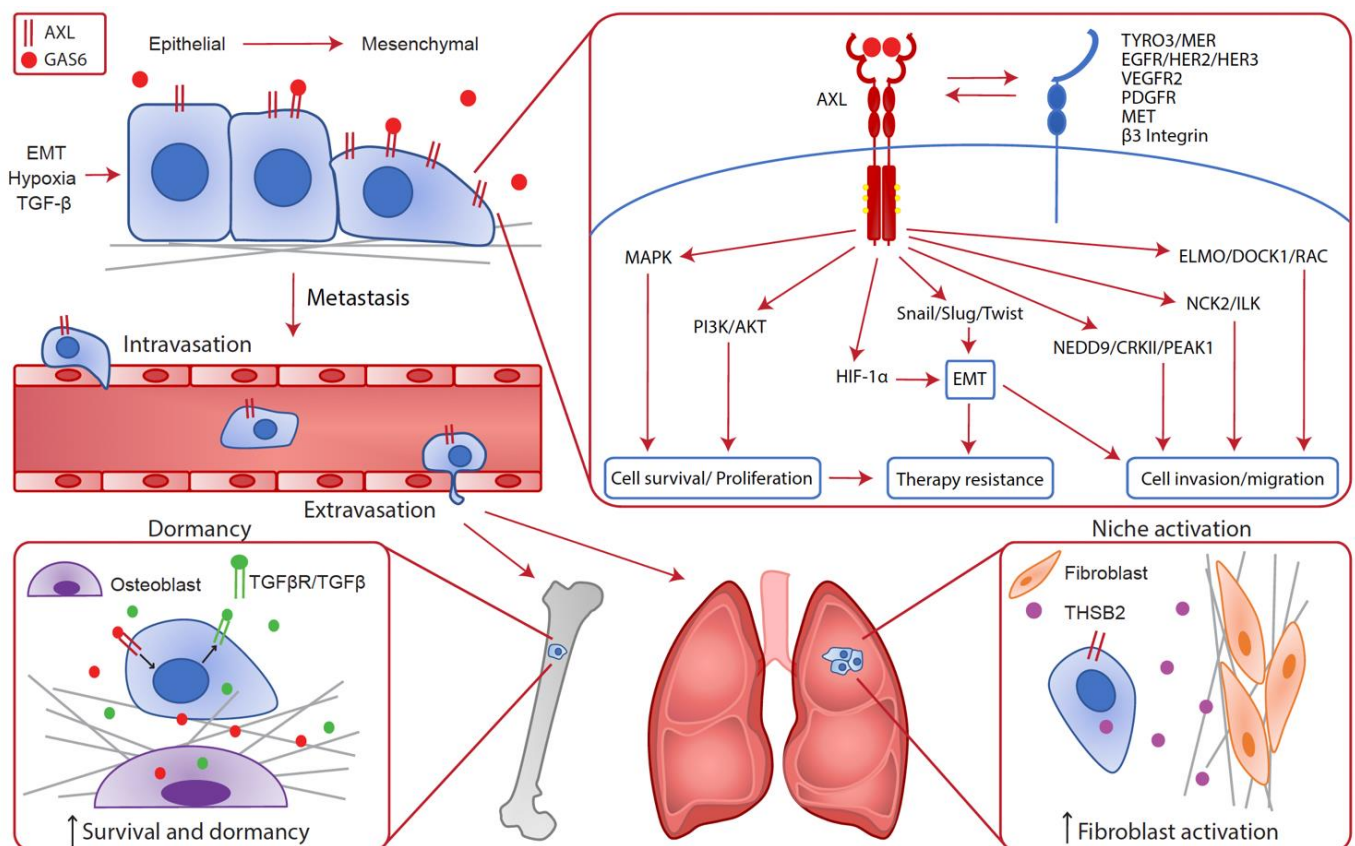 AXL
GAS6
Epithelial
Mesenchymal
EMT
Hypoxia
TGF-β
Metastasis
Intravasation
Extravasation
AXL
TYRO3/MER
EGFR/HER2/HER3
VEGFR2
PDGFR
MET
β3 Integrin
MAPK
PI3K/AKT
HIF-1α
Snail/Slug/Twist
EMT
NEDD9/CRKII/PEAK1
NCK2/ILK
ELMO/DOCK1/RAC
Cell survival/ Proliferation
Therapy resistance
Cell invasion/migration
Dormancy
Osteoblast
TGFβR/TGFβ
↑ Survival and dormancy
Niche activation
Fibroblast
THSB2
↑ Fibroblast activation